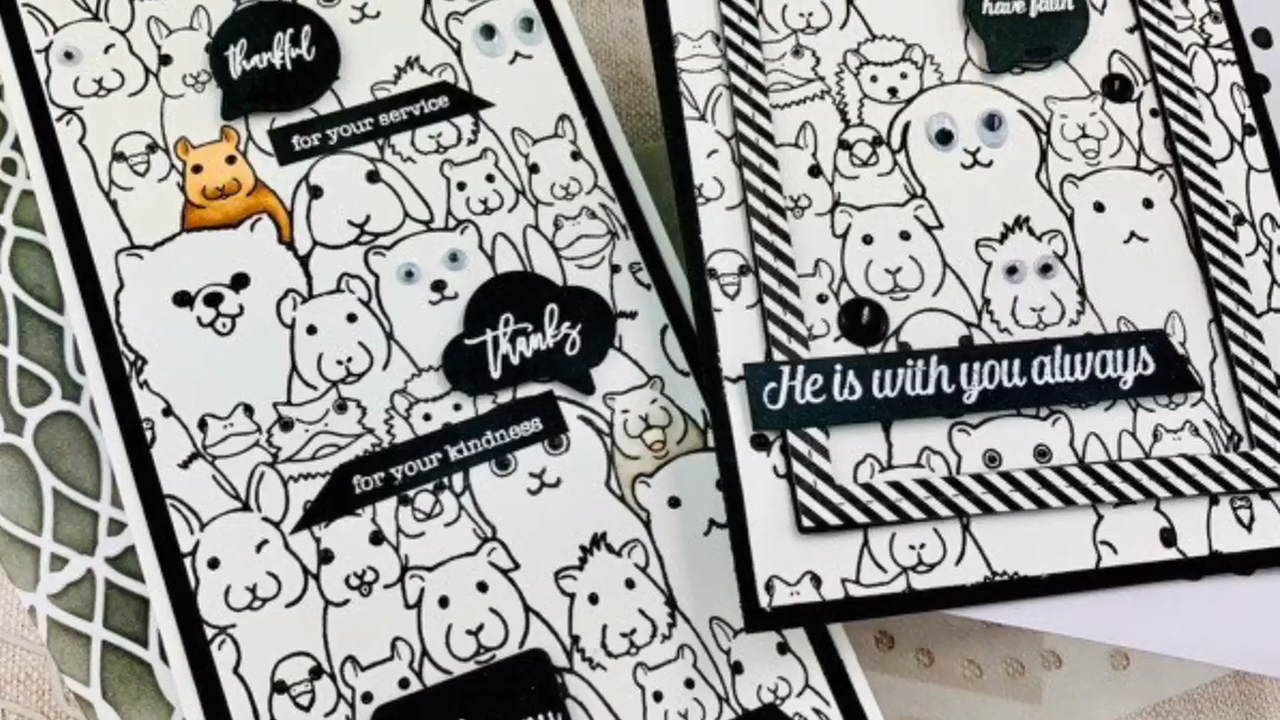 thankful
for your service
thanks
for your kindness
have faith
He is with you always